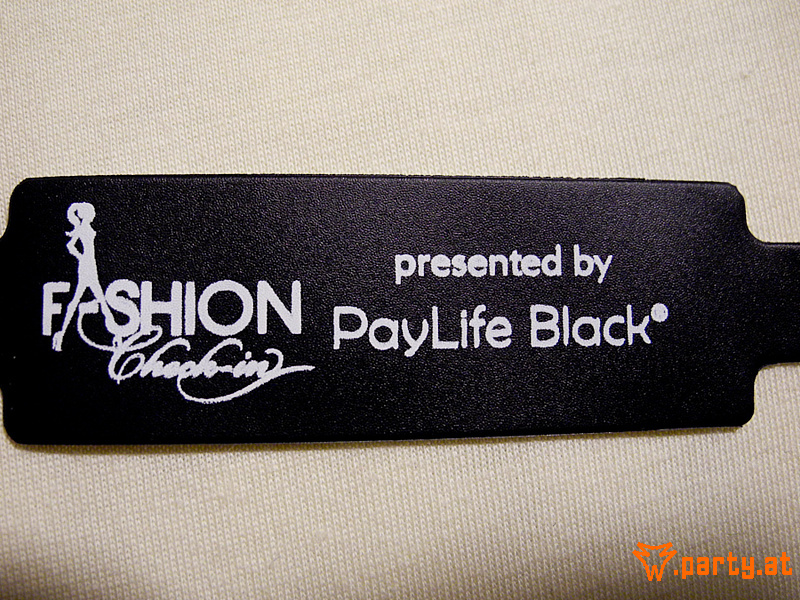 FASHION
Check-in
presented by
PayLife Black®
w.party.at